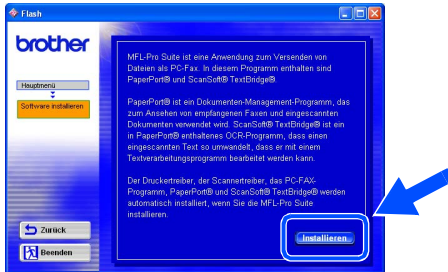 Flash
brother
Hauptmenü
Software installieren
MFL-Pro Suite ist eine Anwendung zum Versenden von
Dateien als PC-Fax. In diesem Programm enthalten sind
PaperPort® und ScanSoft® TextBridge®.
PaperPort® ist ein Dokumenten-Management-Programm, das
zum Ansehen von empfangenen Faxen und eingescannten
Dokumenten verwendet wird. ScanSoft® TextBridge® ist ein
in PaperPort® enthaltenes OCR-Programm, dass einen
eingescannten Text so umwandelt, dass er mit einem
Textverarbeitungsprogramm bearbeitet werden kann.
Der Druckertreiber, der Scannertreiber, das PC-FAX-
Programm, PaperPort® und ScanSoft® TextBridge® werden
automatisch installiert, wenn Sie die MFL-Pro Suite
installieren.
Installieren
Zurück
Beenden